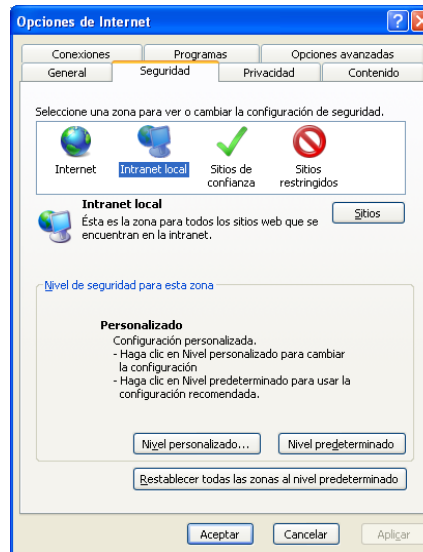 Opciones de Internet
Conexiones Programas Opciones avanzadas
General Seguridad Privacidad Contenido
Seleccione una zona para ver o cambiar la configuración de seguridad.
Internet Intranet local Sitios de confianza Sitios restringidos
Intranet local
Ésta es la zona para todos los sitios web que se
encuentran en la intranet.
Sitios
Nivel de seguridad para esta zona
Personalizado
Configuración personalizada.
- Haga clic en Nivel personalizado para cambiar
la configuración
- Haga clic en Nivel predeterminado para usar la
configuración recomendada.
Nivel personalizado... Nivel predeterminado
Restablecer todas las zonas al nivel predeterminado
Aceptar Cancelar Aplicar